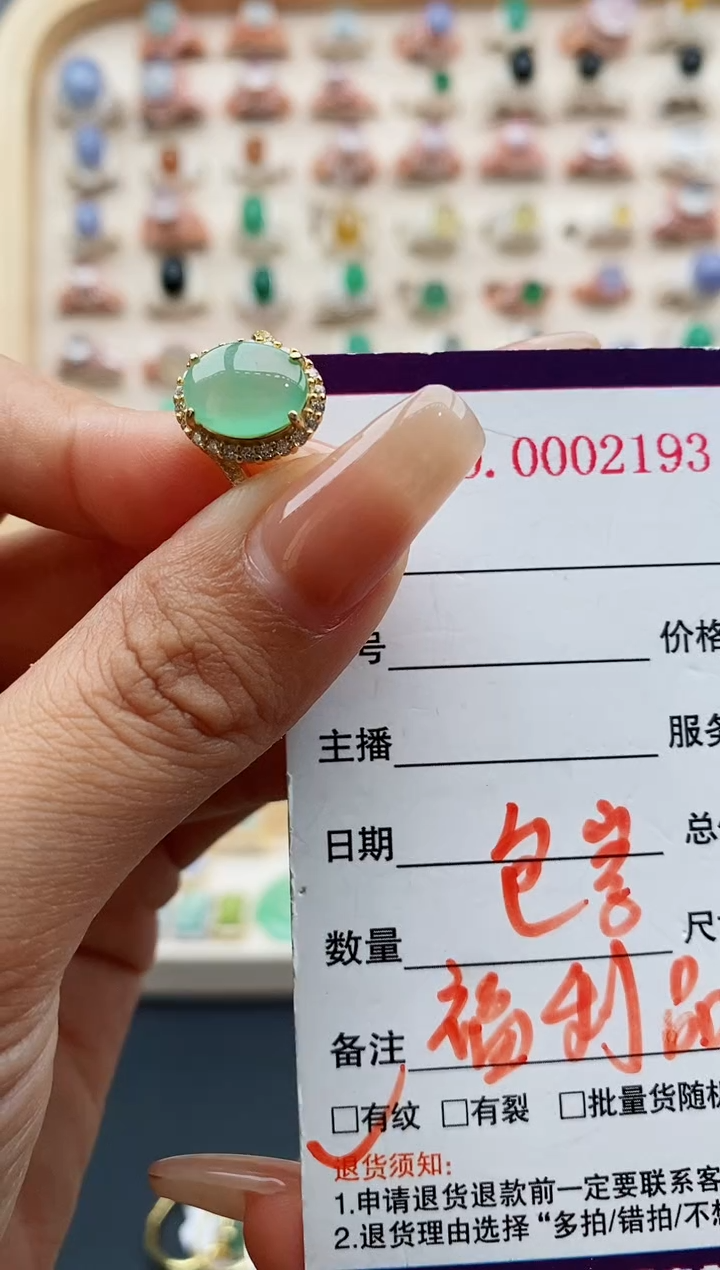 . 0002193
号 价格
主播 服务
日期 总
数量 尺
备注 福利品
□有纹 □有裂 □批量货随机
退货须知:
1.申请退货退款前一定要联系客
2.退货理由选择“多拍/错拍/不想